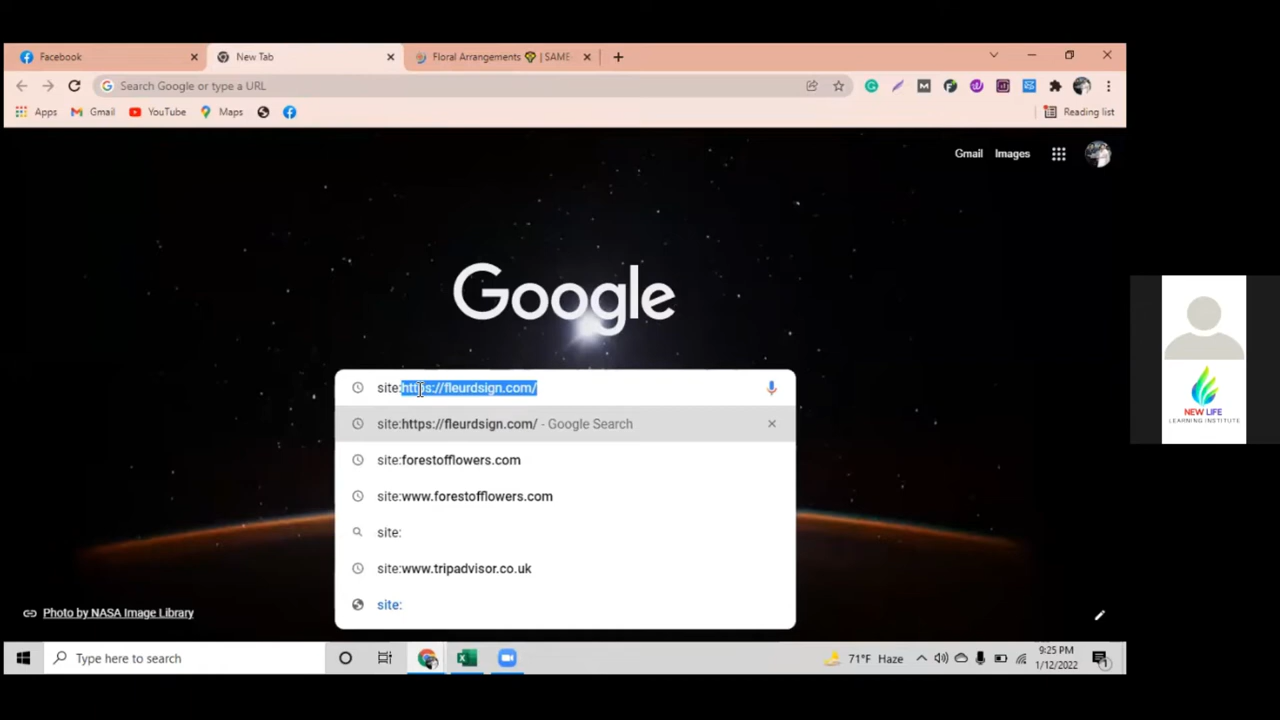 Facebook
New Tab
Floral Arrangements 💐 | SAME
Search Google or type a URL
Apps
Gmail
YouTube
Maps
Reading list
Gmail
Images
Google
site:https://fleurdsign.com/
site:https://fleurdsign.com/ - Google Search
site:forestofflowers.com
site:www.forestofflowers.com
site:
site:www.tripadvisor.co.uk
site:
Photo by NASA Image Library
NEW LIFE
LEARNING INSTITUTE
Type here to search
71°F Haze
9:25 PM
1/12/2022